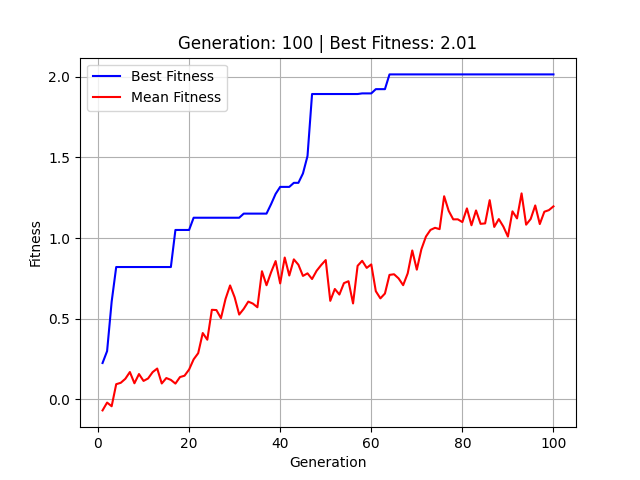 Generation: 100 | Best Fitness: 2.01
Best Fitness
Mean Fitness
2.0
1.5
1.0
0.5
0.0
Fitness
0 20 40 60 80 100
Generation